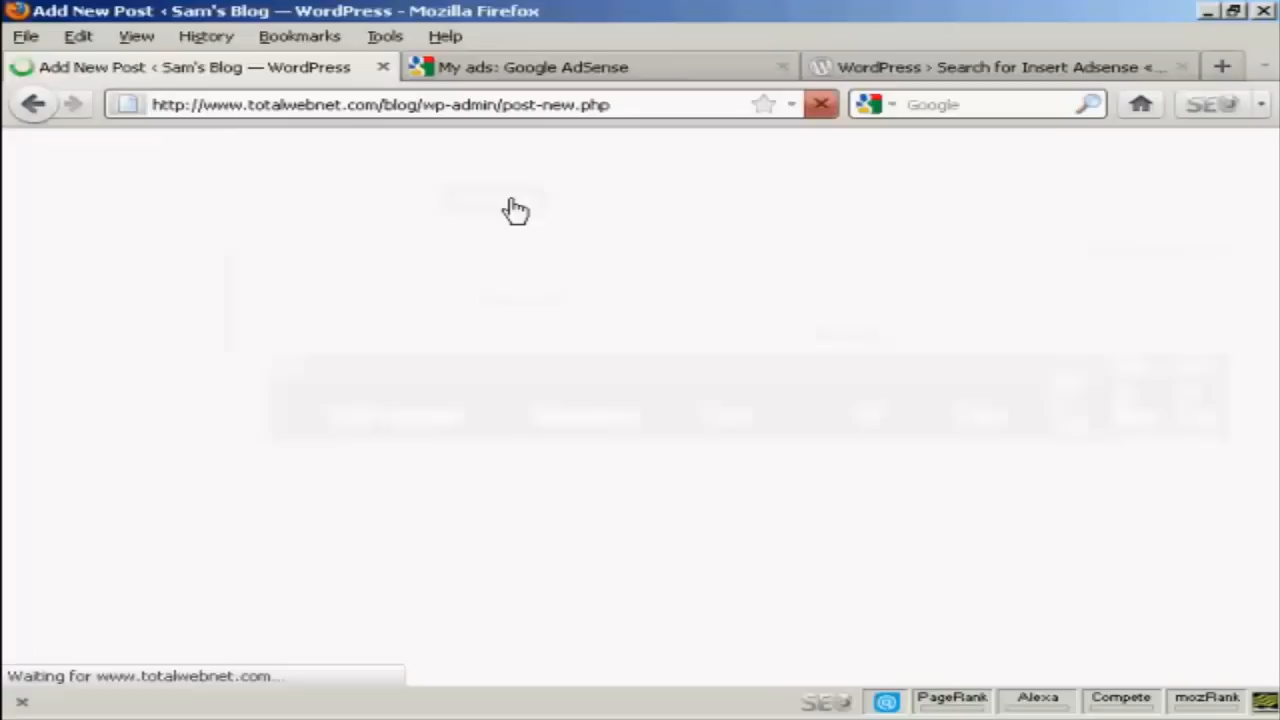 Add New Post ‹ Sam's Blog — WordPress - Mozilla Firefox
File Edit View History Bookmarks Tools Help
Add New Post ‹ Sam's Blog — WordPress
My ads: Google AdSense
WordPress › Search for Insert Adsense «...
http://www.totalwebnet.com/blog/wp-admin/post-new.php
Google
SEO
Waiting for www.totalwebnet.com...
SEO PageRank Alexa Compete mozRank